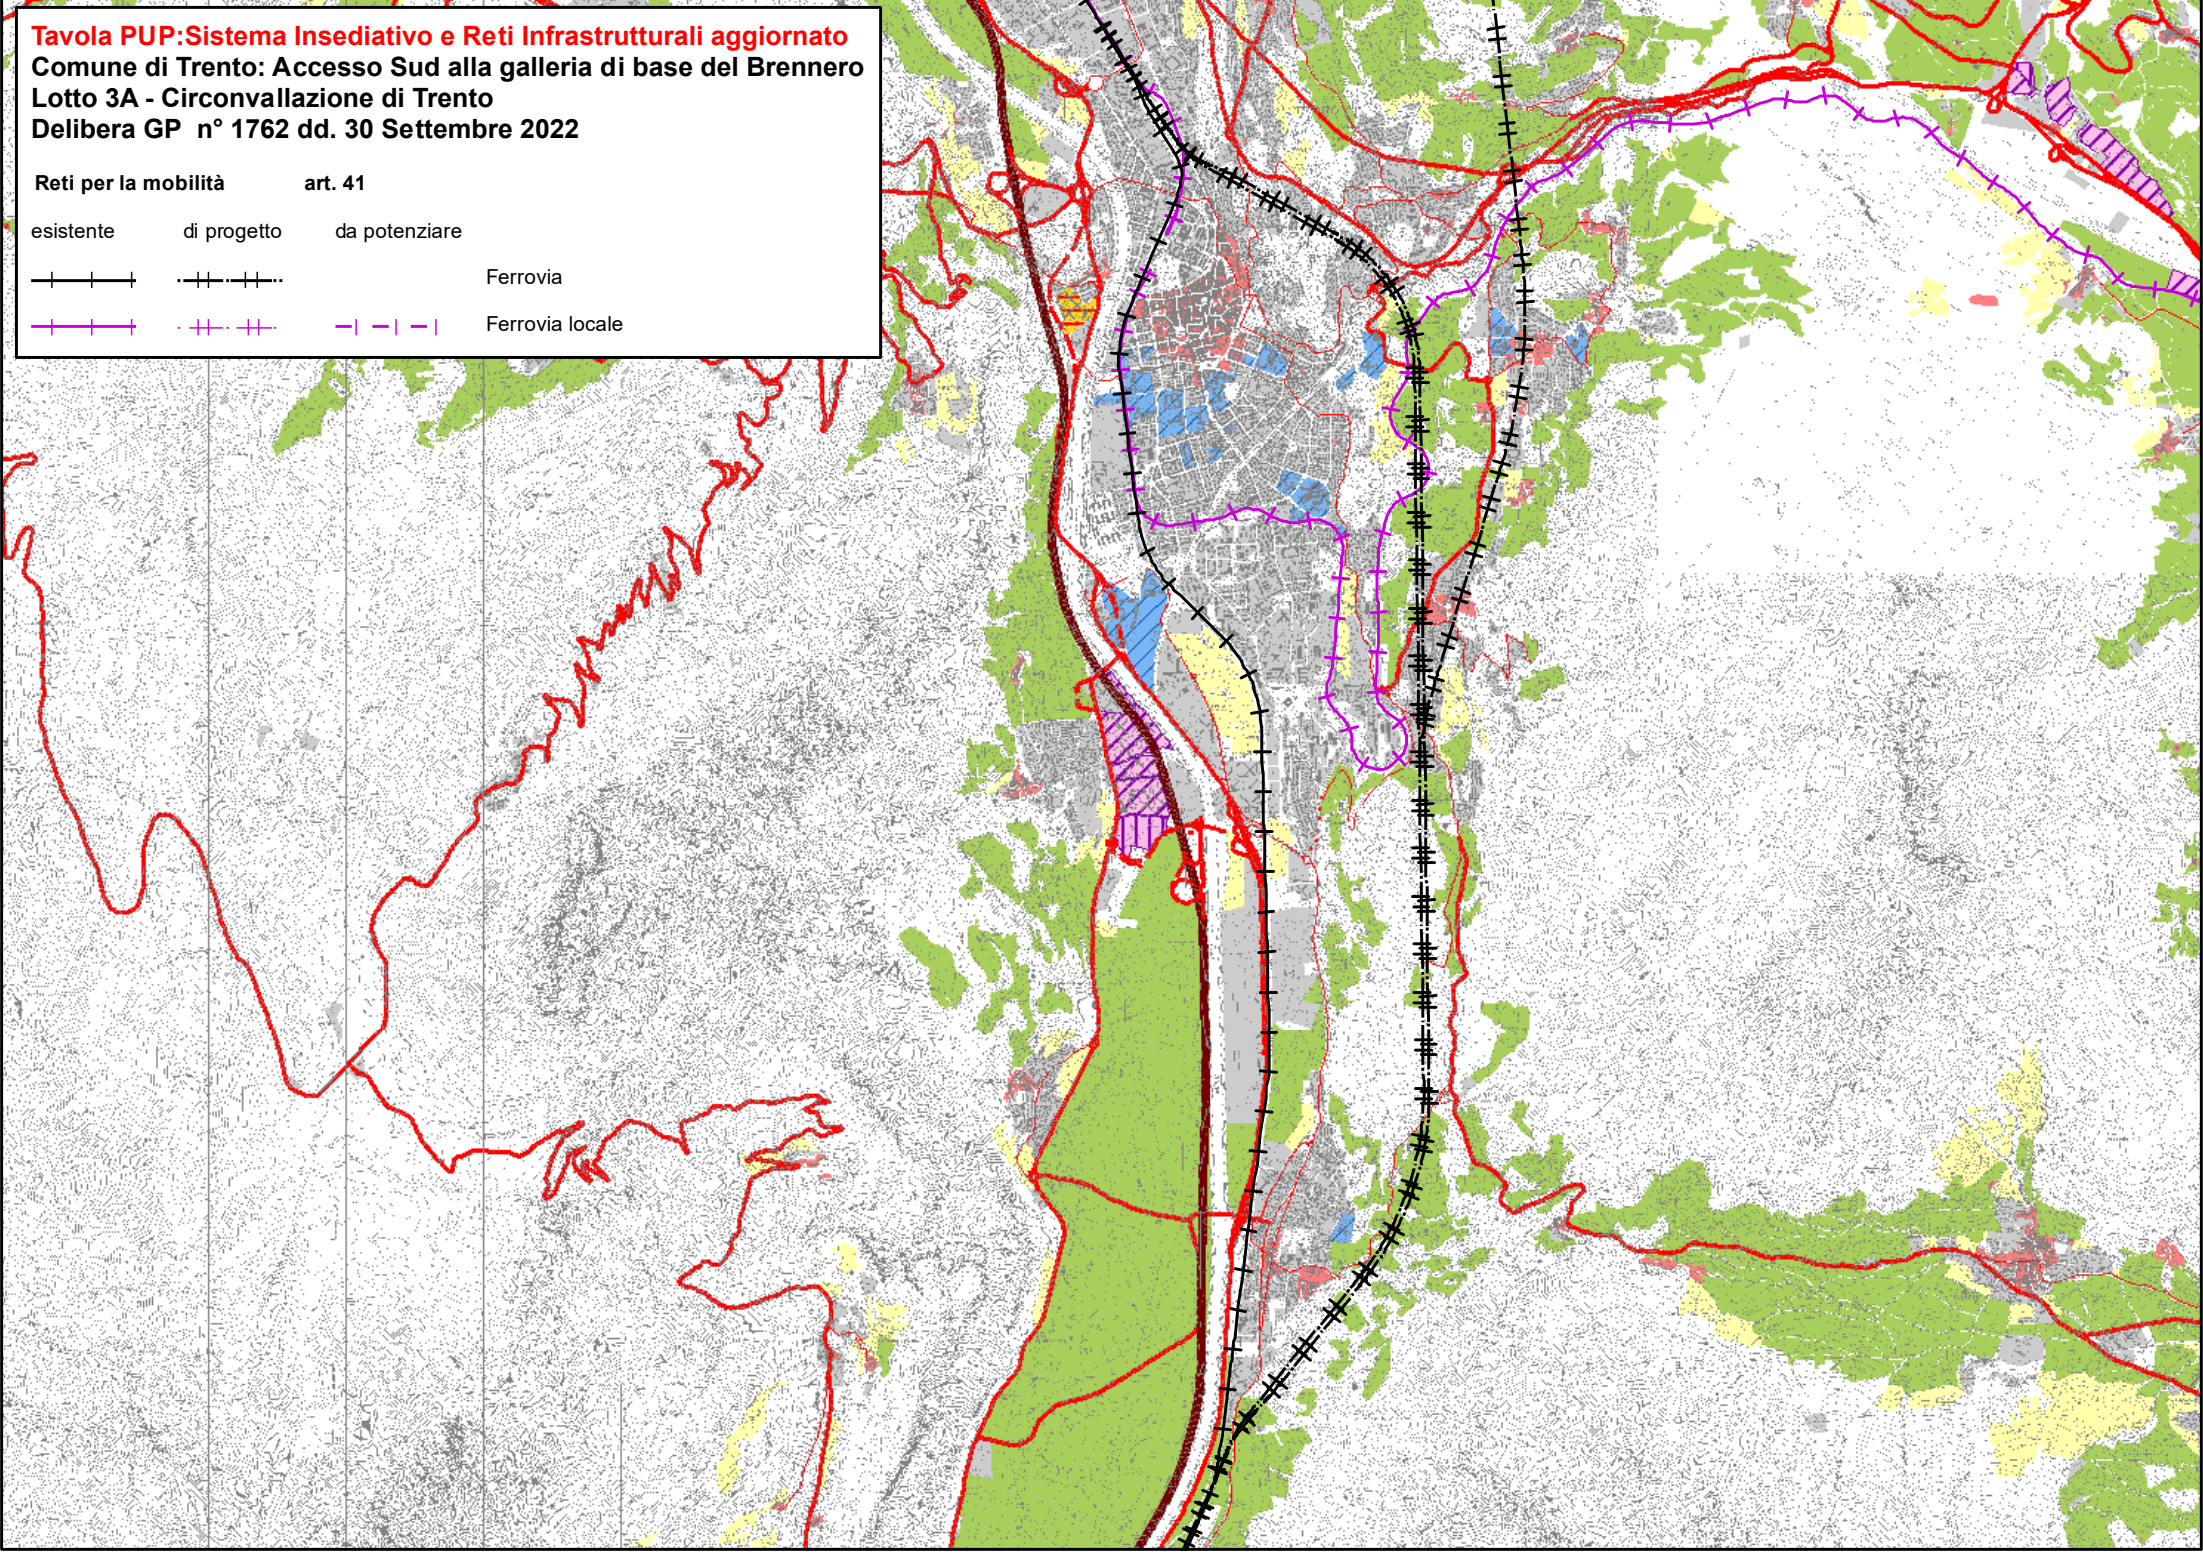 Tavola PUP:Sistema Insediativo e Reti Infrastrutturali aggiornato
Comune di Trento: Accesso Sud alla galleria di base del Brennero
Lotto 3A - Circonvallazione di Trento
Delibera GP n° 1762 dd. 30 Settembre 2022
Reti per la mobilità art. 41
esistente di progetto da potenziare
Ferrovia
Ferrovia locale